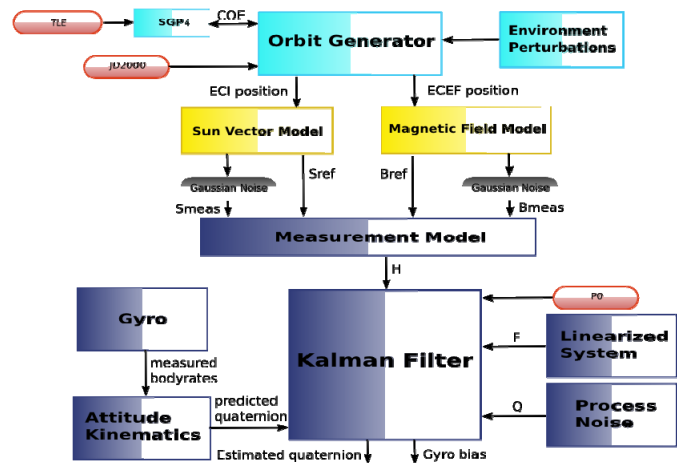 TLE
SGP4
COE
Orbit Generator
Environment
Perturbations
JD2000
ECI position
ECEF position
Sun Vector Model
Magnetic Field Model
Gaussian Noise
Sref
Bref
Gaussian Noise
Smeas
Bmeas
Measurement Model
H
P0
Gyro
Kalman Filter
F
Linearized
System
measured
bodyrates
predicted
quaternion
Attitude
Kinematics
Q
Process
Noise
Estimated quaternion
Gyro bias